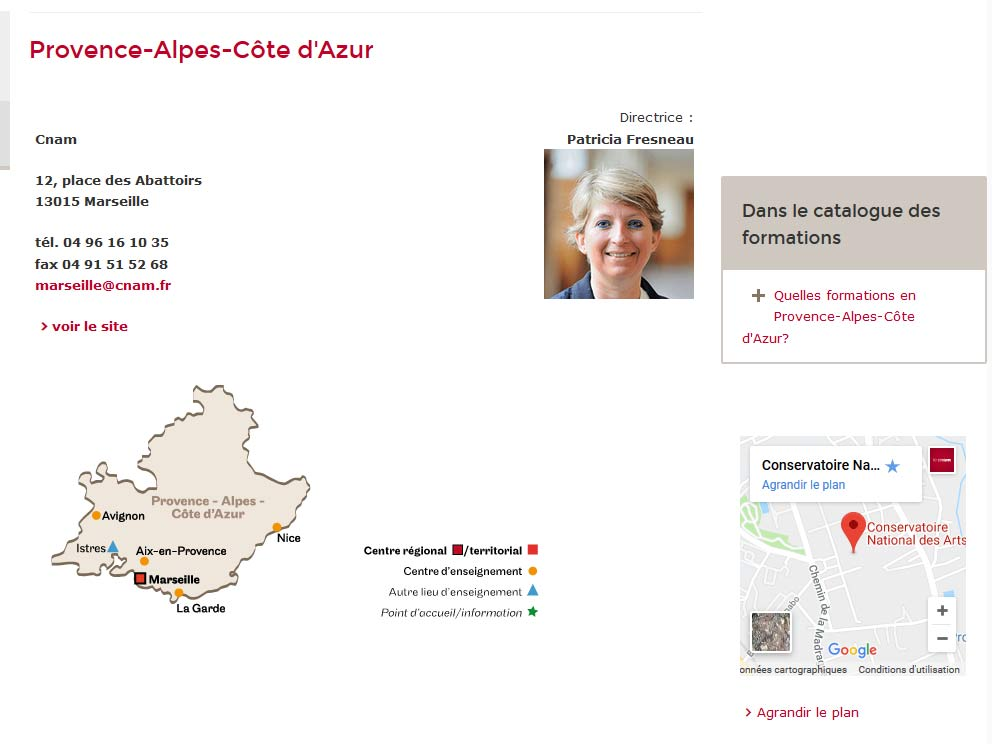 Provence-Alpes-Côte d'Azur
Directrice :
Cnam
Patricia Fresneau
12, place des Abattoirs
13015 Marseille
tél. 04 96 16 10 35
fax 04 91 51 52 68
marseille@cnam.fr
> voir le site
Dans le catalogue des
formations
Quelles formations en
Provence-Alpes-Côte
d'Azur?
Provence - Alpes -
Côte d'Azur
Avignon
Nice
Istres
Aix-en-Provence
Marseille
La Garde
Centre régional /territorial
Centre d'enseignement
Autre lieu d'enseignement
Point d'accueil/information
Conservatoire Na...
Agrandir le plan
Conservatoire
National des Arts
Chemin de la Madrag
Google
onnées cartographiques Conditions d'utilisation
> Agrandir le plan